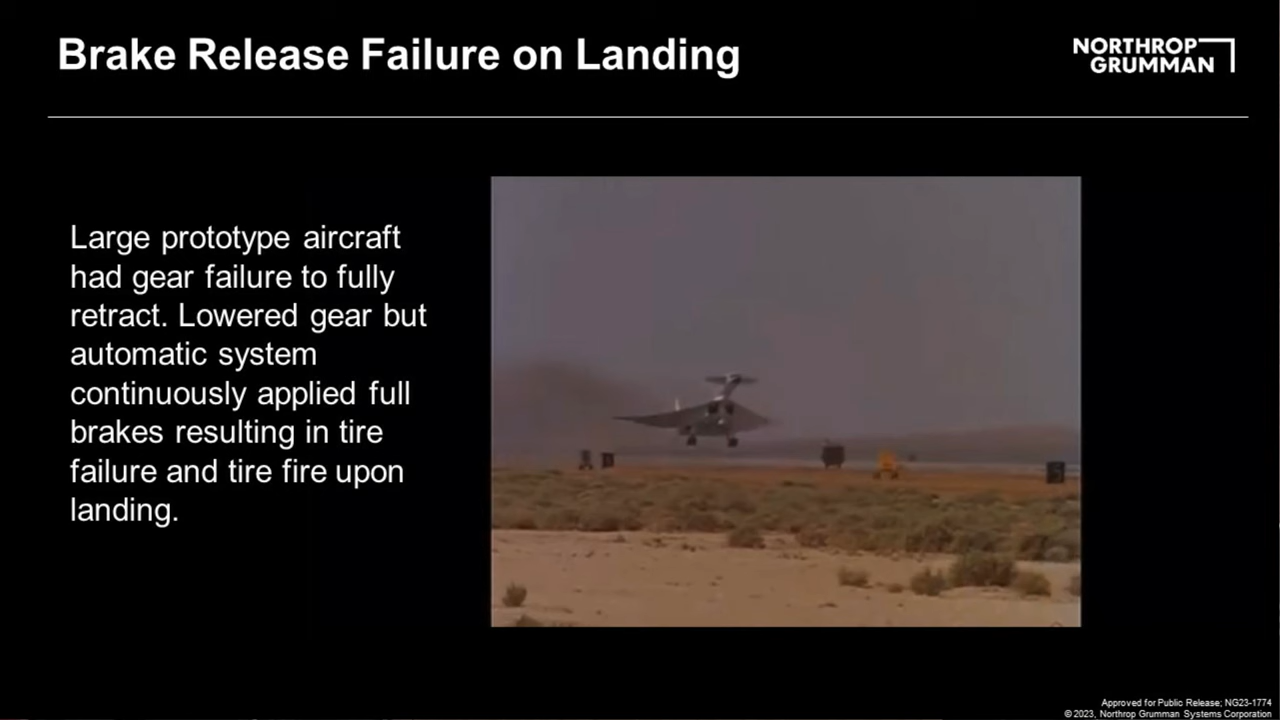 Brake Release Failure on Landing
NORTHROP
GRUMMAN
Large prototype aircraft
had gear failure to fully
retract. Lowered gear but
automatic system
continuously applied full
brakes resulting in tire
failure and tire fire upon
landing.
5
Approved for Public Release; NG23-1774
© 2023, Northrop Grumman Systems Corporation